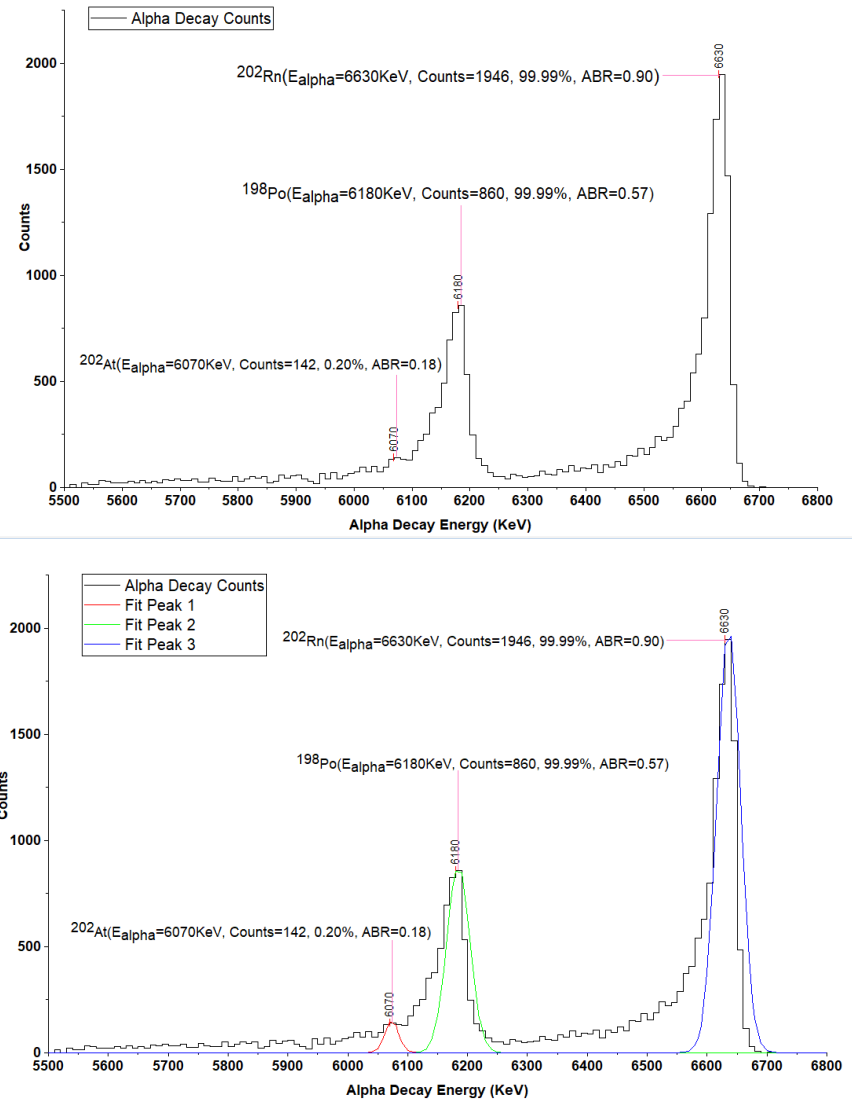 Alpha Decay Counts
6630
2000
²⁰²Rn(Ealpha=6630KeV, Counts=1946, 99.99%, ABR=0.90)
1500
¹⁹⁸Po(Ealpha=6180KeV, Counts=860, 99.99%, ABR=0.57)
Counts
1000
6180
²⁰²At(Ealpha=6070KeV, Counts=142, 0.20%, ABR=0.18)
500
6070
0
5500 5600 5700 5800 5900 6000 6100 6200 6300 6400 6500 6600 6700 6800
Alpha Decay Energy (KeV)
Alpha Decay Counts
Fit Peak 1
Fit Peak 2
Fit Peak 3
6630
2000
²⁰²Rn(Ealpha=6630KeV, Counts=1946, 99.99%, ABR=0.90)
1500
¹⁹⁸Po(Ealpha=6180KeV, Counts=860, 99.99%, ABR=0.57)
Counts
1000
6180
²⁰²At(Ealpha=6070KeV, Counts=142, 0.20%, ABR=0.18)
500
6070
0
5500 5600 5700 5800 5900 6000 6100 6200 6300 6400 6500 6600 6700 6800
Alpha Decay Energy (KeV)